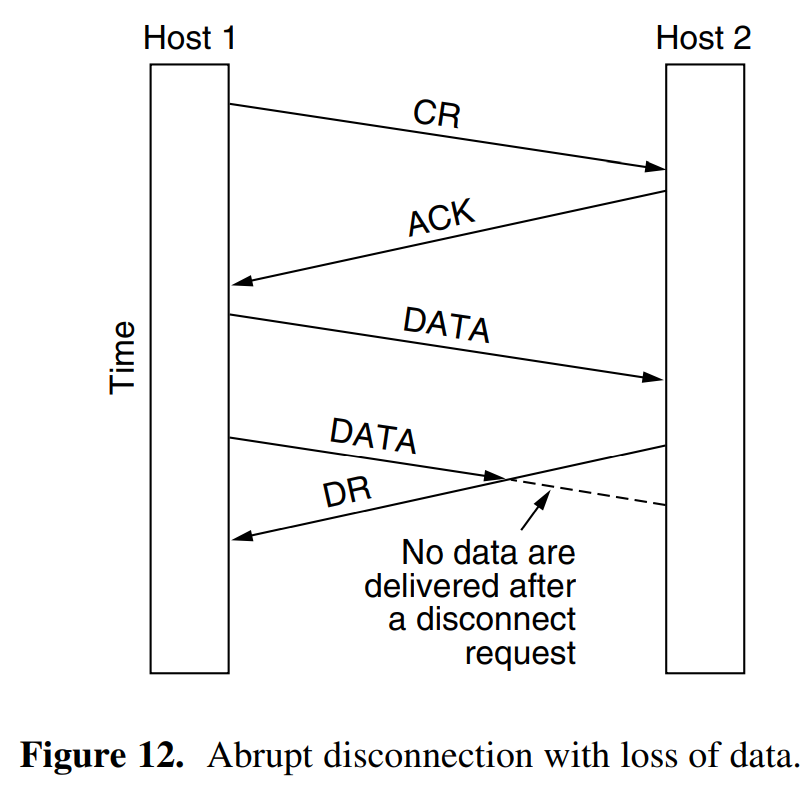 Host 1
Host 2
CR
ACK
DATA
Time
DATA
DR
No data are
delivered after
a disconnect
request
Figure 12. Abrupt disconnection with loss of data.